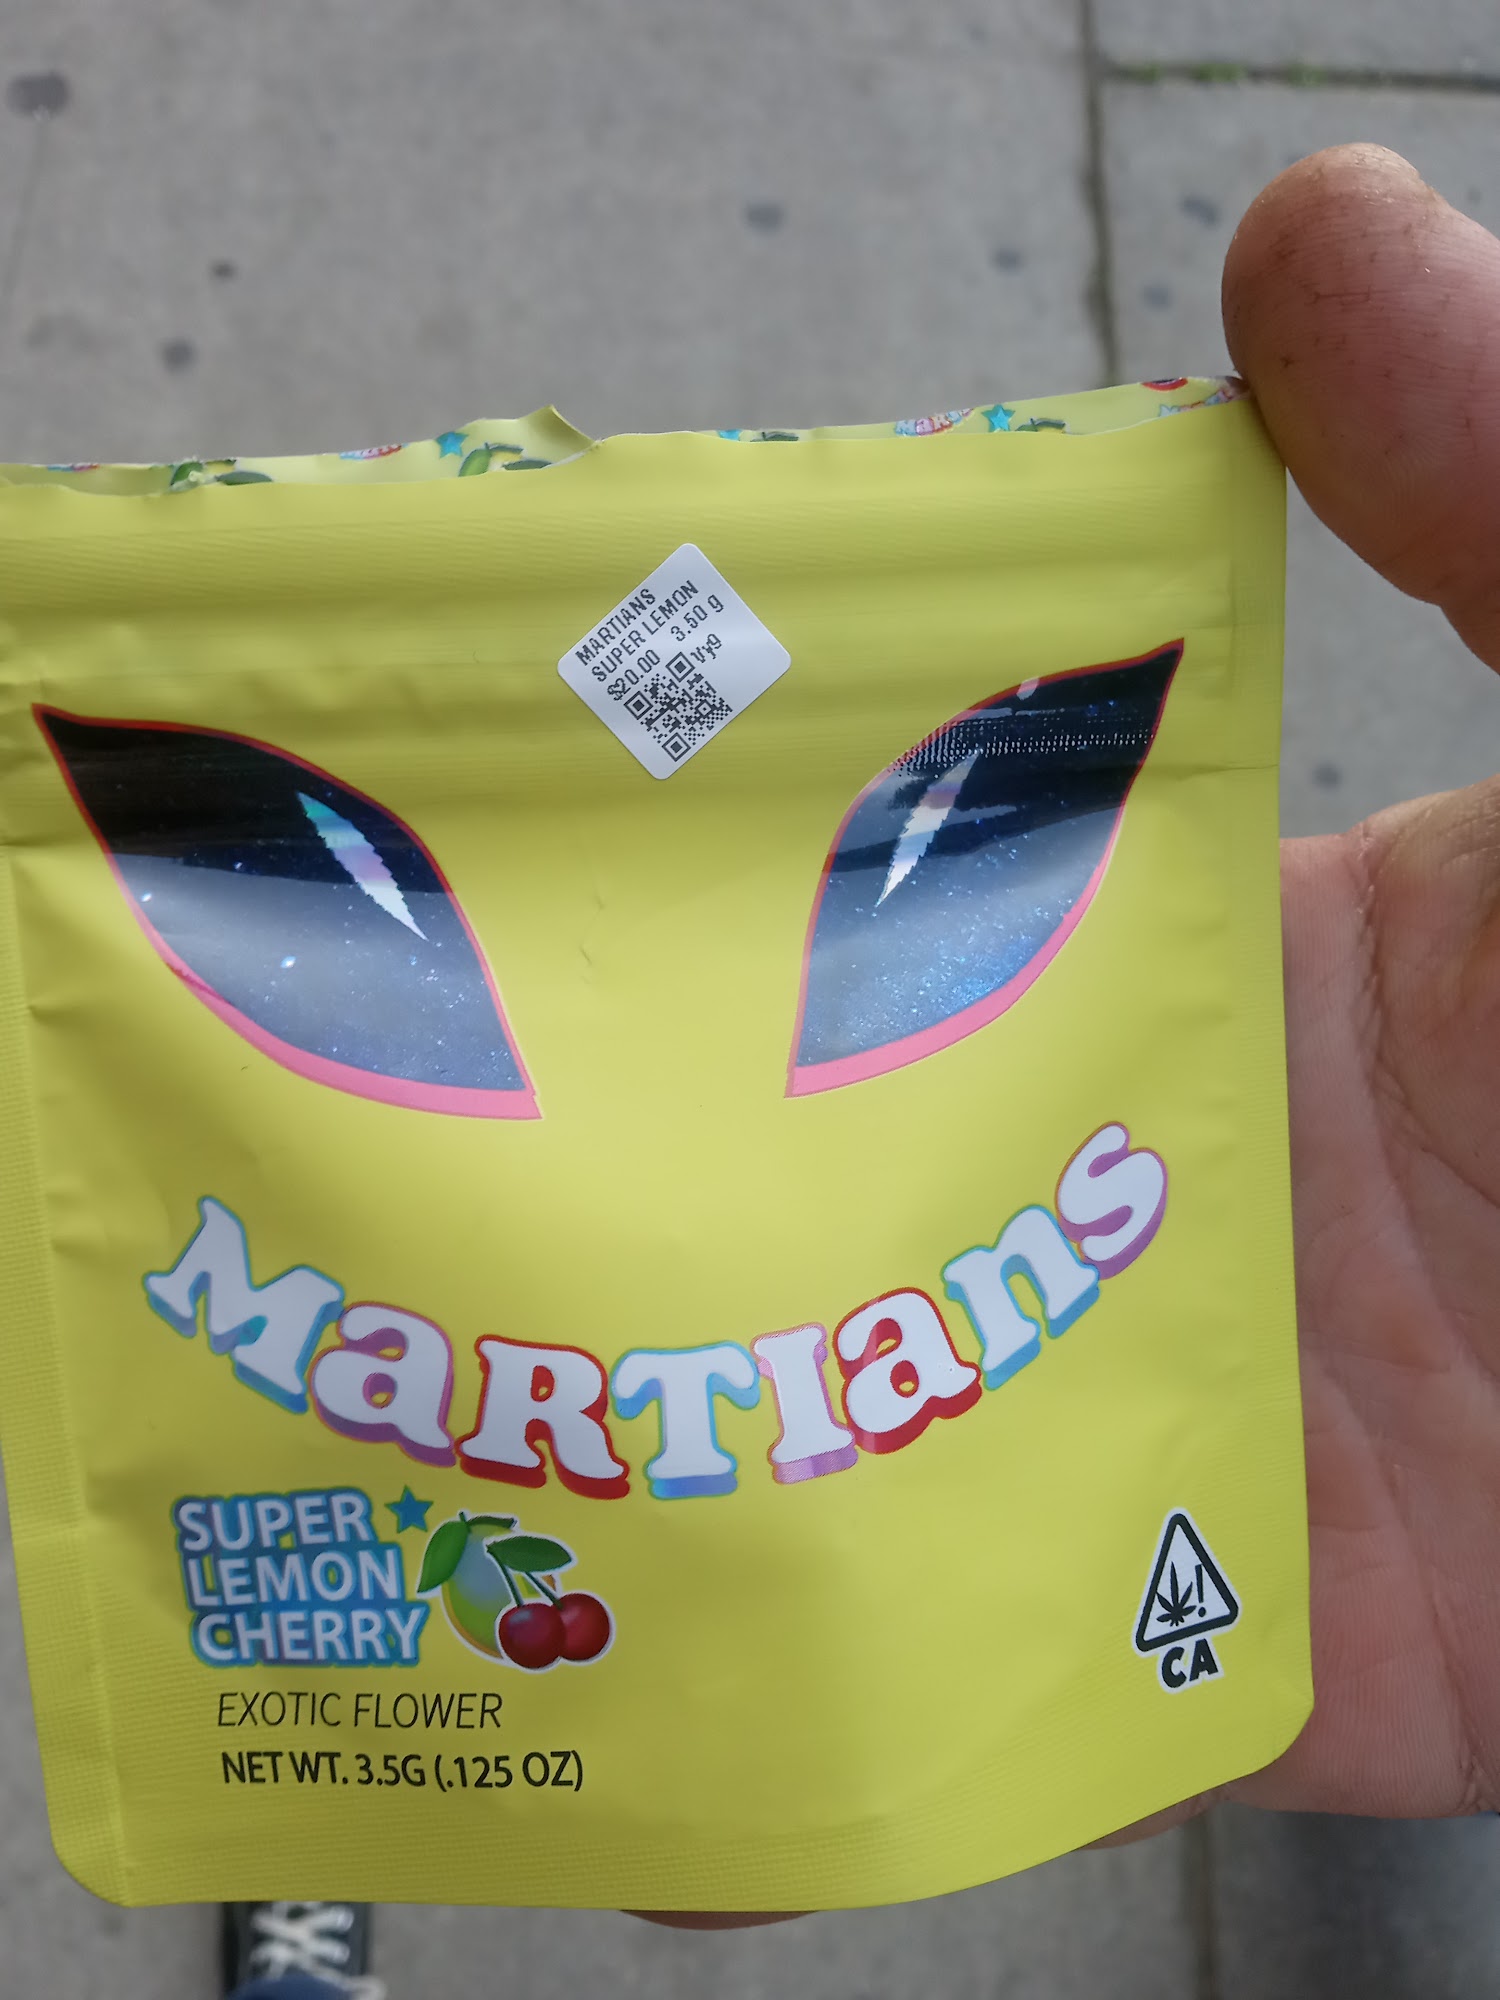 MARTIANS
SUPER LEMON
$20.00 3.50 g
MARTIANS
SUPER
LEMON
CHERRY
EXOTIC FLOWER
NET WT. 3.5G (.125 OZ)
CA